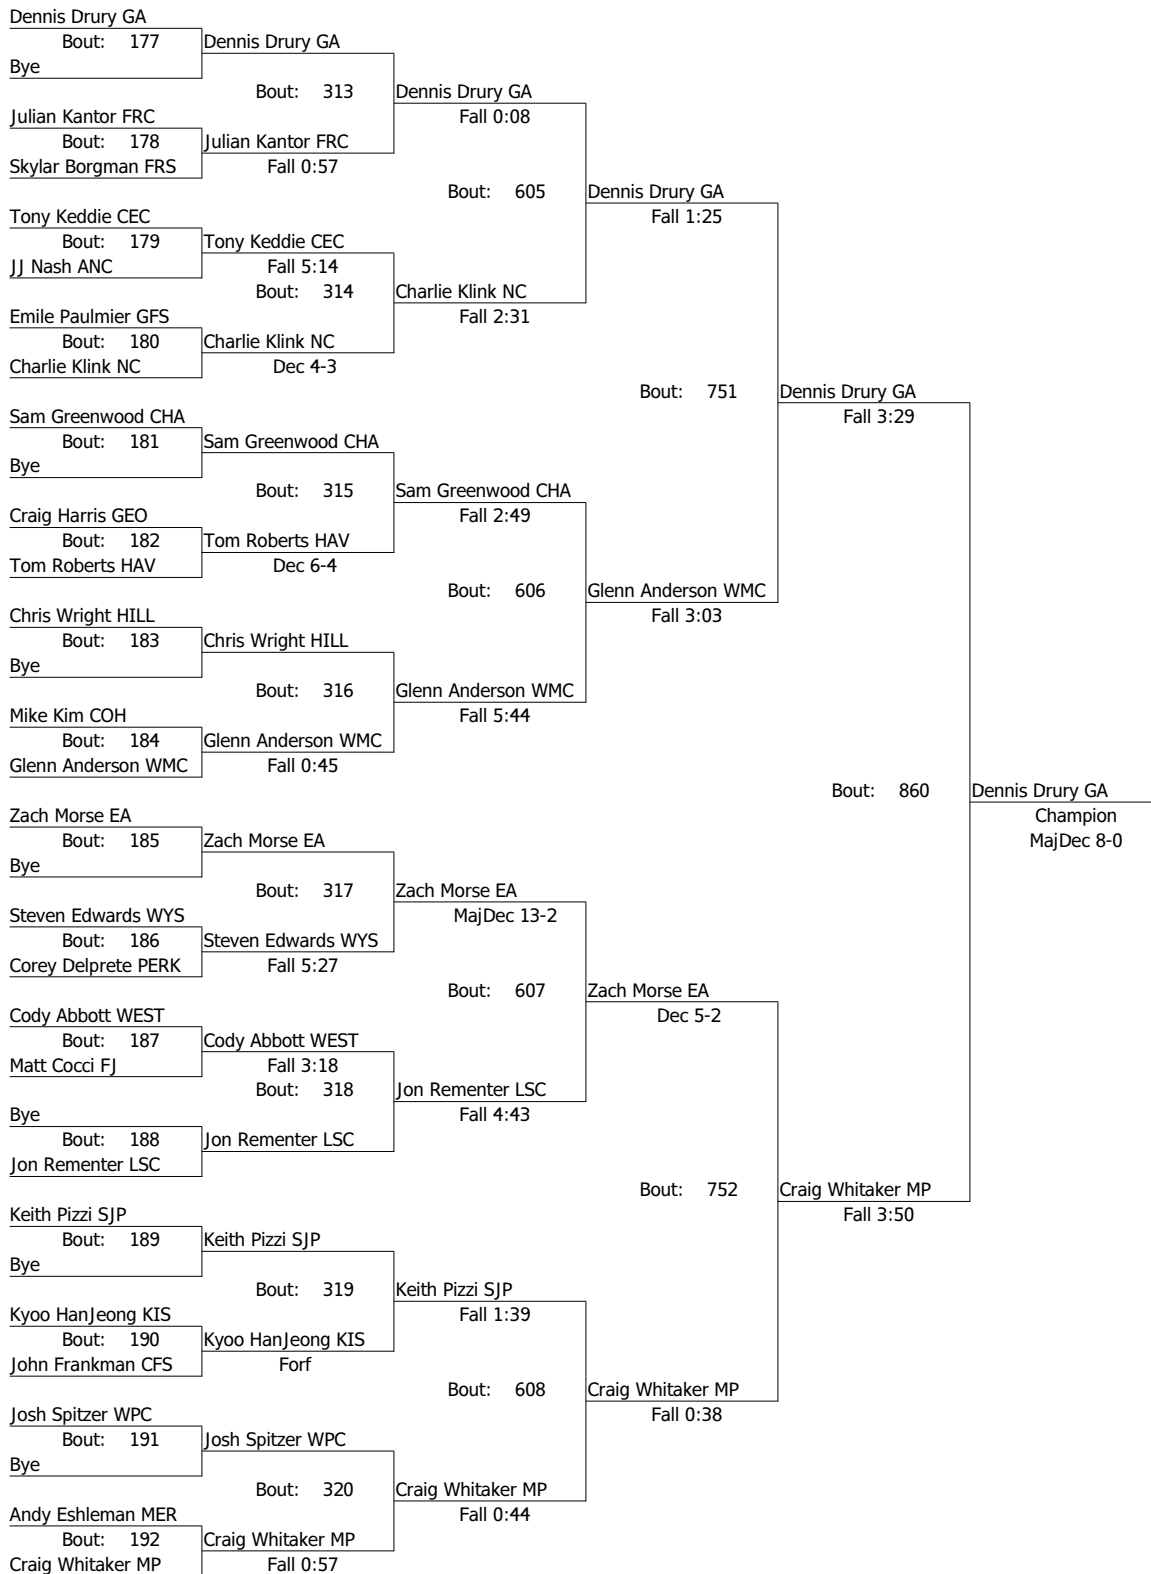 Dennis Drury GA
Bout: 177 Dennis Drury GA
Bye
Bout: 313 Dennis Drury GA
Julian Kantor FRC Fall 0:08
Bout: 178 Julian Kantor FRC
Skylar Borgman FRS Fall 0:57
Bout: 605 Dennis Drury GA
Tony Keddie CEC Fall 1:25
Bout: 179 Tony Keddie CEC
JJ Nash ANC Fall 5:14
Bout: 314 Charlie Klink NC
Emile Paulmier GFS Fall 2:31
Bout: 180 Charlie Klink NC
Charlie Klink NC Dec 4-3
Bout: 751 Dennis Drury GA
Sam Greenwood CHA Fall 3:29
Bout: 181 Sam Greenwood CHA
Bye
Bout: 315 Sam Greenwood CHA
Craig Harris GEO Fall 2:49
Bout: 182 Tom Roberts HAV
Tom Roberts HAV Dec 6-4
Bout: 606 Glenn Anderson WMC
Chris Wright HILL Fall 3:03
Bout: 183 Chris Wright HILL
Bye
Bout: 316 Glenn Anderson WMC
Mike Kim COH Fall 5:44
Bout: 184 Glenn Anderson WMC
Glenn Anderson WMC Fall 0:45
Bout: 860 Dennis Drury GA
Zach Morse EA Champion
Bout: 185 Zach Morse EA MajDec 8-0
Bye
Bout: 317 Zach Morse EA
Steven Edwards WYS MajDec 13-2
Bout: 186 Steven Edwards WYS
Corey Delprete PERK Fall 5:27
Bout: 607 Zach Morse EA
Cody Abbott WEST Dec 5-2
Bout: 187 Cody Abbott WEST
Matt Cocci FJ Fall 3:18
Bout: 318 Jon Rementer LSC
Bye Fall 4:43
Bout: 188 Jon Rementer LSC
Jon Rementer LSC
Bout: 752 Craig Whitaker MP
Keith Pizzi SJP Fall 3:50
Bout: 189 Keith Pizzi SJP
Bye
Bout: 319 Keith Pizzi SJP
Kyoo HanJeong KIS Fall 1:39
Bout: 190 Kyoo HanJeong KIS
John Frankman CFS Forf
Bout: 608 Craig Whitaker MP
Josh Spitzer WPC Fall 0:38
Bout: 191 Josh Spitzer WPC
Bye
Bout: 320 Craig Whitaker MP
Andy Eshleman MER Fall 0:44
Bout: 192 Craig Whitaker MP
Craig Whitaker MP Fall 0:57